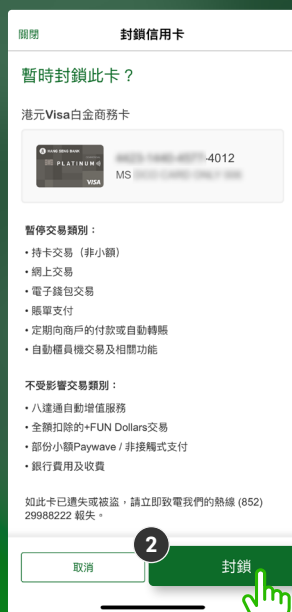 關閉
封鎖信用卡
暫時封鎖此卡？
港元Visa白金商務卡
HANG SENG BANK
PLATINUM
VISA
-4012
MS
暫停交易類別：
• 持卡交易（非小額）
• 網上交易
• 電子錢包交易
• 賬單支付
• 定期向商戶的付款或自動轉賬
• 自動櫃員機交易及相關功能
不受影響交易類別：
• 八達通自動增值服務
• 全額扣除的+FUN Dollars交易
• 部份小額Paywave / 非接觸式支付
• 銀行費用及收費
如此卡已遺失或被盜，請立即致電我們的熱線 (852)
29988222 報失。
2
取消
封鎖